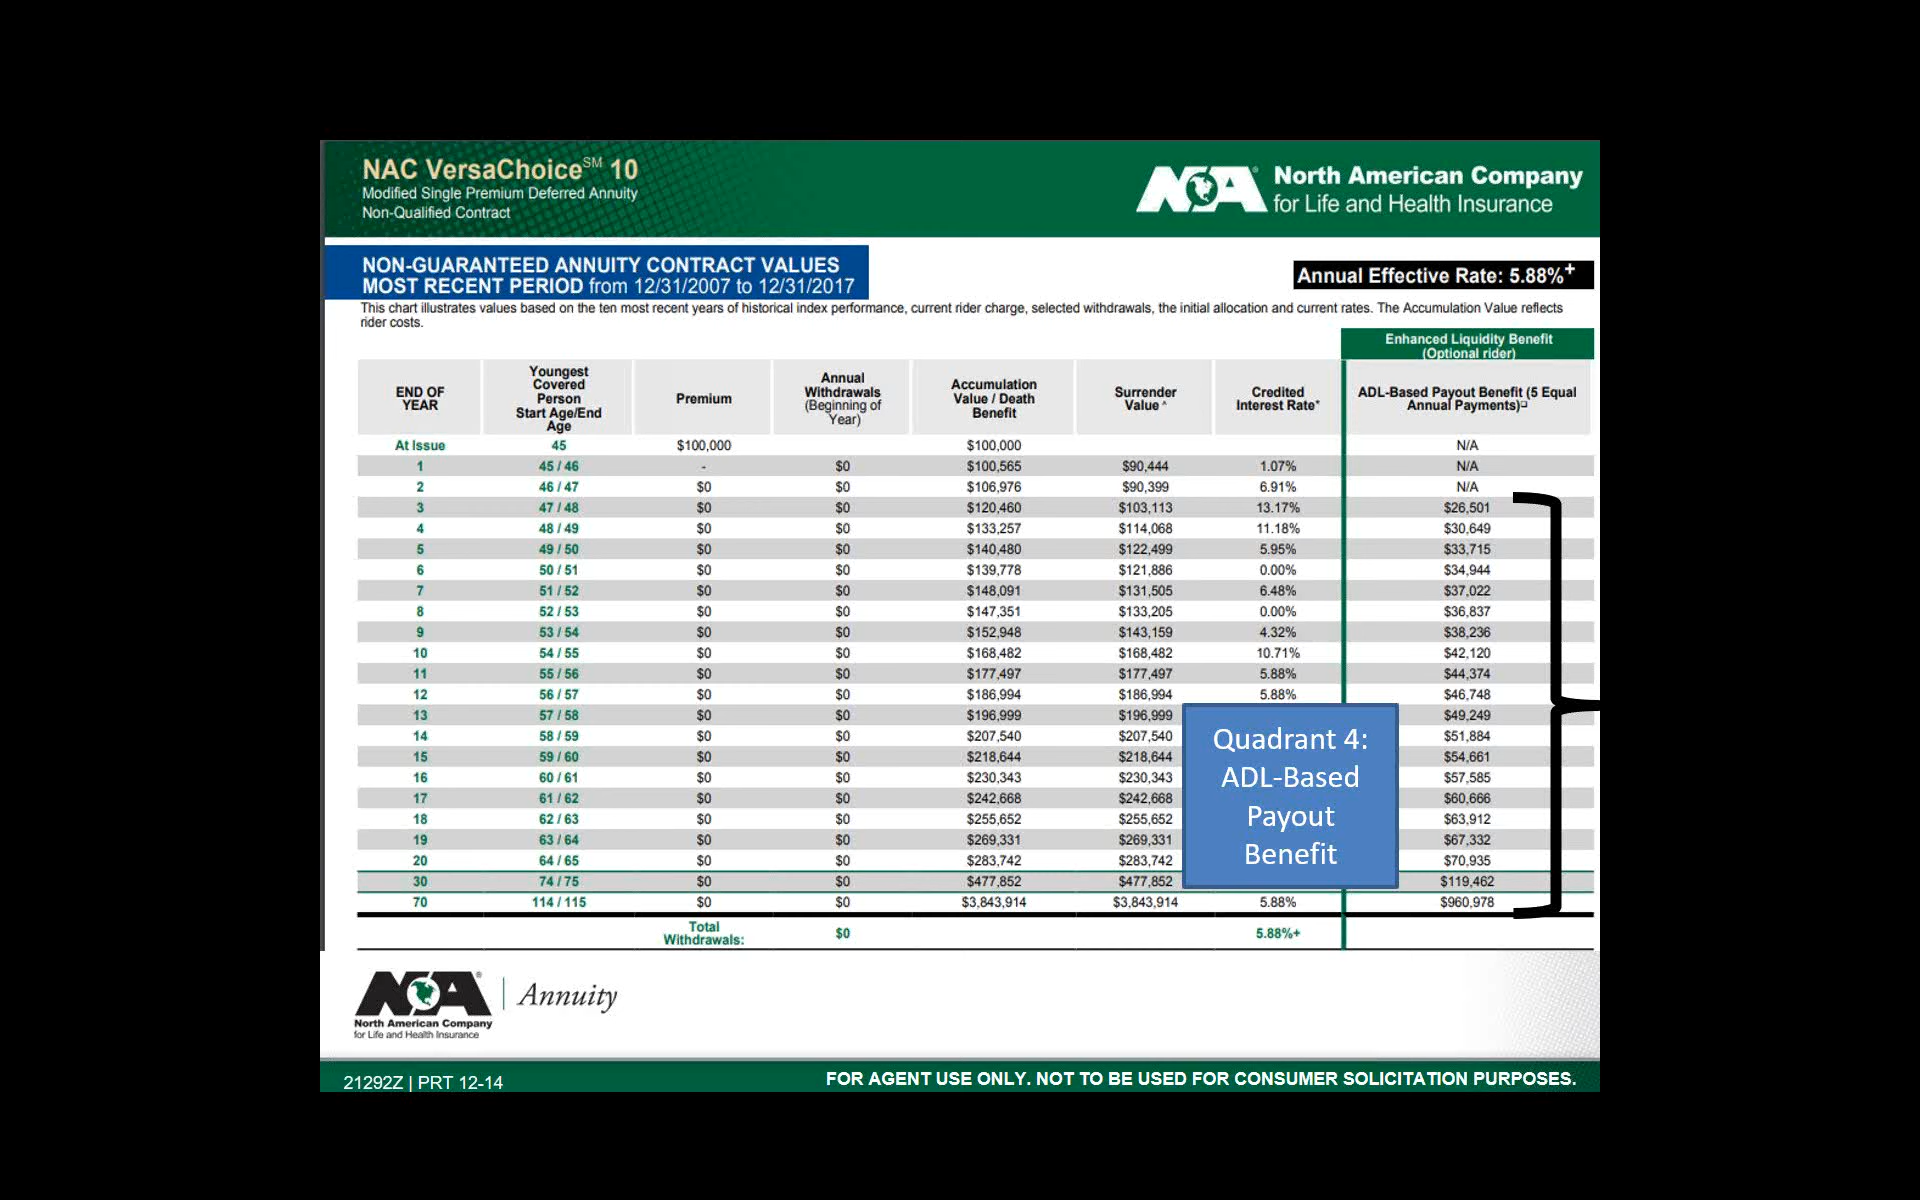 NAC VersaChoice℠ 10
Modified Single Premium Deferred Annuity
Non-Qualified Contract
NA
North American Company
for Life and Health Insurance
NON-GUARANTEED ANNUITY CONTRACT VALUES
MOST RECENT PERIOD from 12/31/2007 to 12/31/2017
Annual Effective Rate: 5.88%+
This chart illustrates values based on the ten most recent years of historical index performance, current rider charge, selected withdrawals, the initial allocation and current rates. The Accumulation Value reflects
rider costs.
Enhanced Liquidity Benefit
(Optional rider)
END OF
YEAR
Youngest
Covered
Person
Start Age/End
Age
Premium
Annual
Withdrawals
(Beginning of
Year)
Accumulation
Value / Death
Benefit
Surrender
Value ^
Credited
Interest Rate*
ADL-Based Payout Benefit (5 Equal
Annual Payments)❑
At Issue 45 $100,000 $100,000 N/A
1 45 / 46 - $0 $100,565 $90,444 1.07% N/A
2 46 / 47 $0 $0 $106,976 $90,399 6.91% N/A
3 47 / 48 $0 $0 $120,460 $103,113 13.17% $26,501
4 48 / 49 $0 $0 $133,257 $114,068 11.18% $30,649
5 49 / 50 $0 $0 $140,480 $122,499 5.95% $33,715
6 50 / 51 $0 $0 $139,778 $121,886 0.00% $34,944
7 51 / 52 $0 $0 $148,091 $131,505 6.48% $37,022
8 52 / 53 $0 $0 $147,351 $133,205 0.00% $36,837
9 53 / 54 $0 $0 $152,948 $143,159 4.32% $38,236
10 54 / 55 $0 $0 $168,482 $168,482 10.71% $42,120
11 55 / 56 $0 $0 $177,497 $177,497 5.88% $44,374
12 56 / 57 $0 $0 $186,994 $186,994 5.88% $46,748
13 57 / 58 $0 $0 $196,999 $196,999 $49,249
14 58 / 59 $0 $0 $207,540 $207,540 $51,884
15 59 / 60 $0 $0 $218,644 $218,644 $54,661
16 60 / 61 $0 $0 $230,343 $230,343 $57,585
17 61 / 62 $0 $0 $242,668 $242,668 $60,666
18 62 / 63 $0 $0 $255,652 $255,652 $63,912
19 63 / 64 $0 $0 $269,331 $269,331 $67,332
20 64 / 65 $0 $0 $283,742 $283,742 $70,935
30 74 / 75 $0 $0 $477,852 $477,852 $119,462
70 114 / 115 $0 $0 $3,843,914 $3,843,914 5.88% $960,978
Total
Withdrawals: $0 5.88%+
Quadrant 4:
ADL-Based
Payout
Benefit
NA®
North American Company
for Life and Health Insurance
Annuity
21292Z | PRT 12-14
FOR AGENT USE ONLY. NOT TO BE USED FOR CONSUMER SOLICITATION PURPOSES.